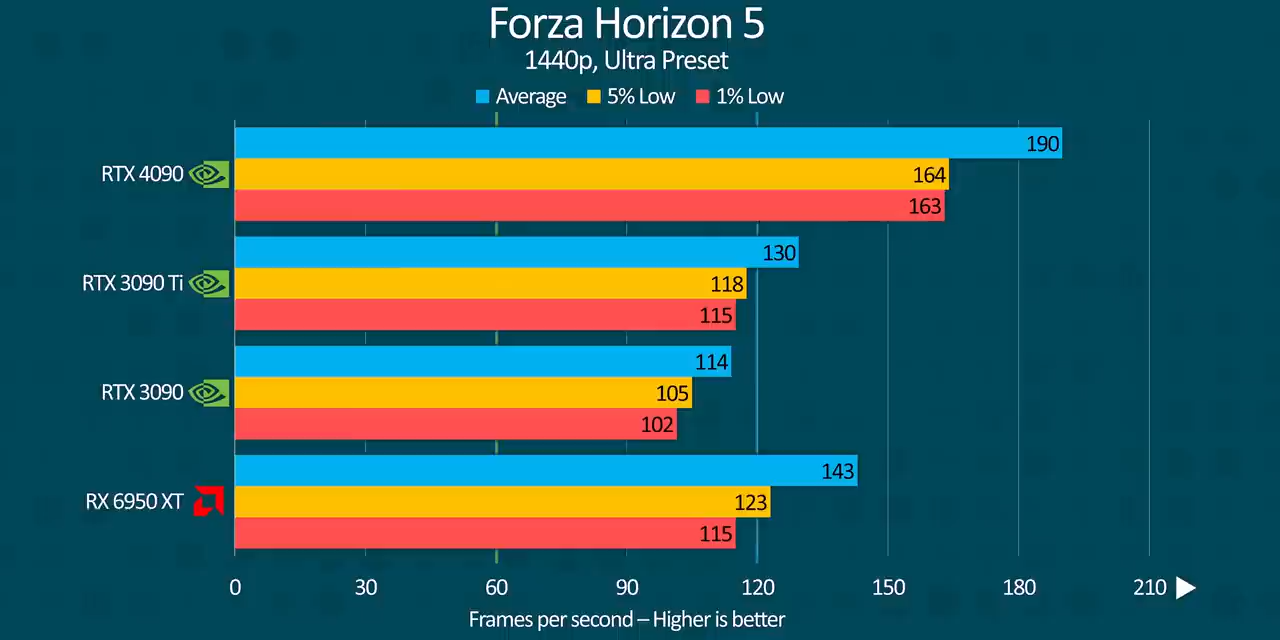 Forza Horizon 5
1440p, Ultra Preset
Average 5% Low 1% Low
RTX 4090
190
164
163
RTX 3090 Ti
130
118
115
RTX 3090
114
105
102
RX 6950 XT
143
123
115
0 30 60 90 120 150 180 210
Frames per second – Higher is better